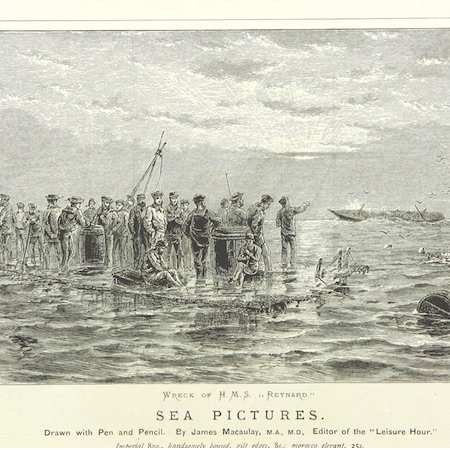 Wreck of H.M.S. „Reynard."
SEA PICTURES.
Drawn with Pen and Pencil. By James Macaulay, M.A., M.D., Editor of the "Leisure Hour."
Imperial 8vo., handsomely bound, gilt edges, 8s.; morocco elegant, 25s.